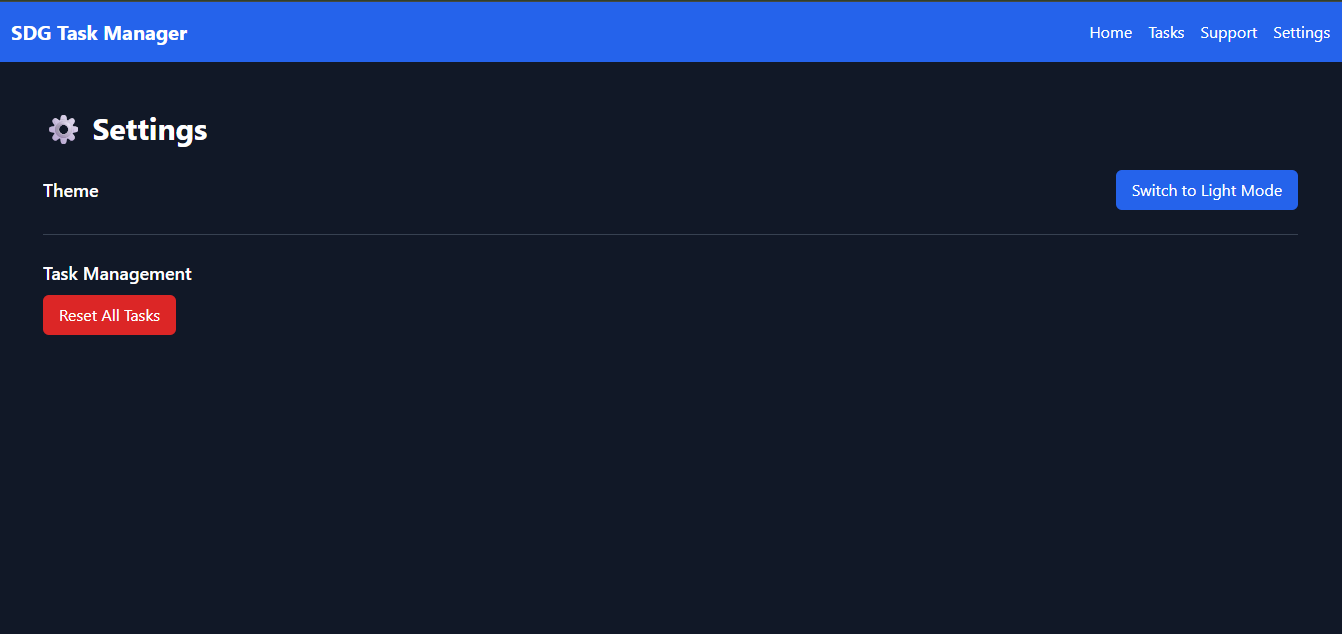 SDG Task Manager
Home Tasks Support Settings
Settings
Theme
Switch to Light Mode
Task Management
Reset All Tasks